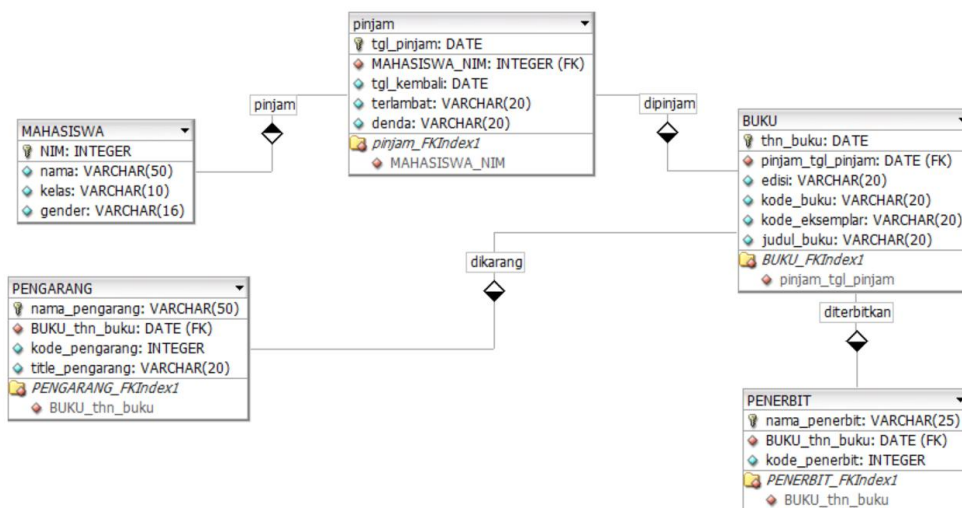 pinjam
tgl_pinjam: DATE
MAHASISWA_NIM: INTEGER (FK)
tgl_kembali: DATE
terlambat: VARCHAR(20)
denda: VARCHAR(20)
pinjam_FKIndex1
MAHASISWA_NIM
pinjam
dipinjam
MAHASISWA
NIM: INTEGER
nama: VARCHAR(50)
kelas: VARCHAR(10)
gender: VARCHAR(16)
BUKU
thn_buku: DATE
pinjam_tgl_pinjam: DATE (FK)
edisi: VARCHAR(20)
kode_buku: VARCHAR(20)
kode_eksemplar: VARCHAR(20)
judul_buku: VARCHAR(20)
BUKU_FKIndex1
pinjam_tgl_pinjam
dikarang
PENGARANG
nama_pengarang: VARCHAR(50)
BUKU_thn_buku: DATE (FK)
kode_pengarang: INTEGER
title_pengarang: VARCHAR(20)
PENGARANG_FKIndex1
BUKU_thn_buku
diterbitkan
PENERBIT
nama_penerbit: VARCHAR(25)
BUKU_thn_buku: DATE (FK)
kode_penerbit: INTEGER
PENERBIT_FKIndex1
BUKU_thn_buku